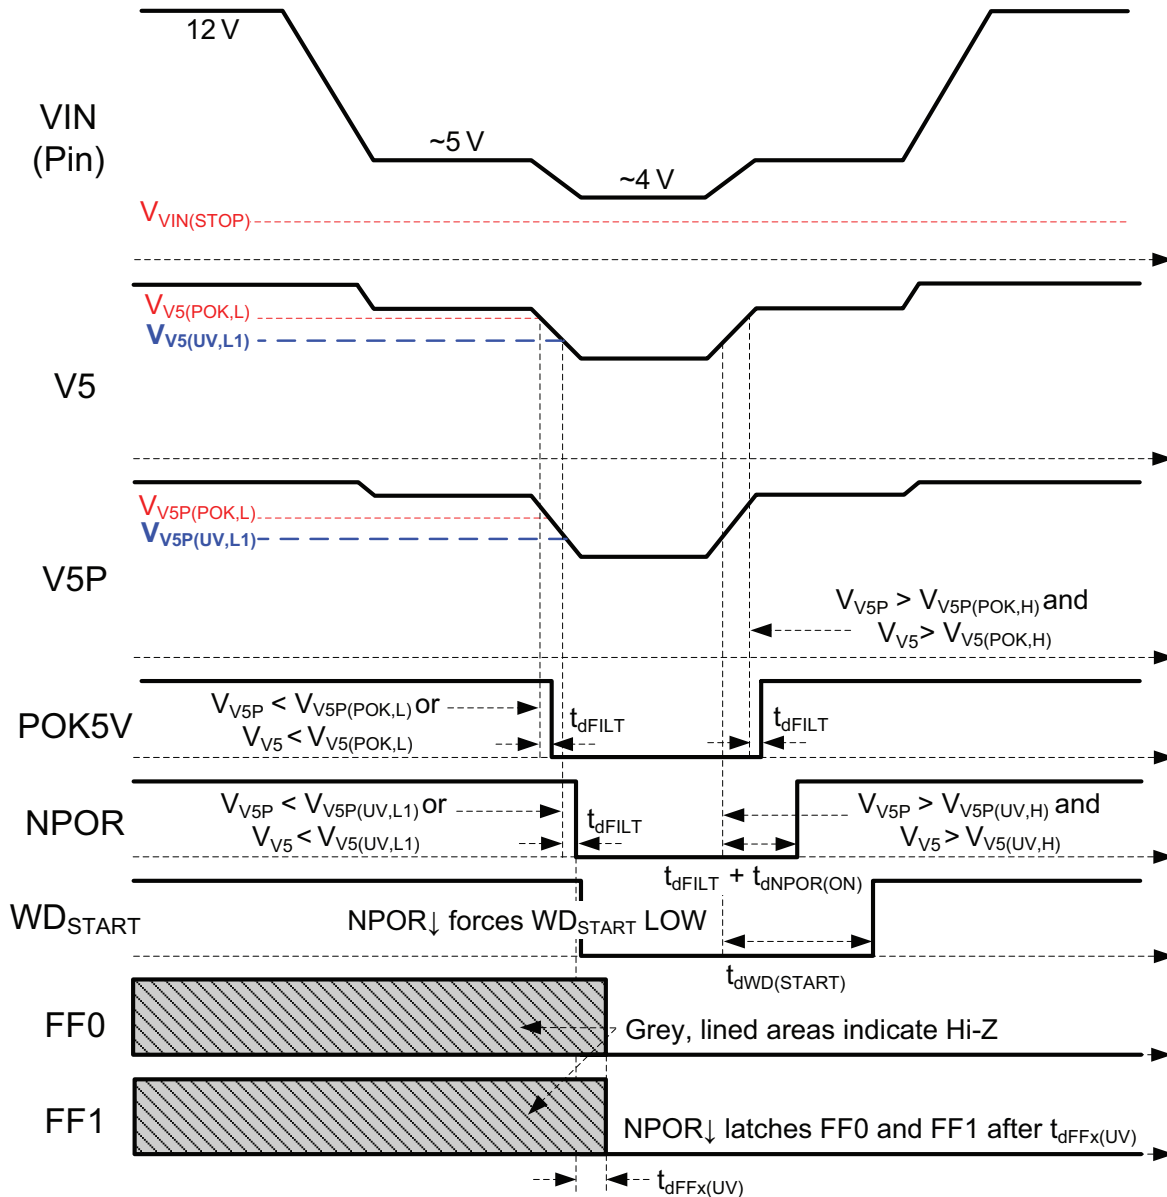 12 V
VIN
(Pin)
~5 V
~4 V
VVIN(STOP)
VV5(POK,L)
VV5(UV,L1)
V5
VV5P(POK,L)
VV5P(UV,L1)
V5P
VV5P > VV5P(POK,H) and
VV5 > VV5(POK,H)
POK5V
VV5P < VV5P(POK,L) or
VV5 < VV5(POK,L)
tdFILT
tdFILT
NPOR
VV5P < VV5P(UV,L1) or
VV5 < VV5(UV,L1)
tdFILT
VV5P > VV5P(UV,H) and
VV5 > VV5(UV,H)
tdFILT + tdNPOR(ON)
WDSTART
NPOR↓ forces WDSTART LOW
tdWD(START)
FF0
Grey, lined areas indicate Hi-Z
FF1
NPOR↓ latches FF0 and FF1 after tdFFx(UV)
tdFFx(UV)